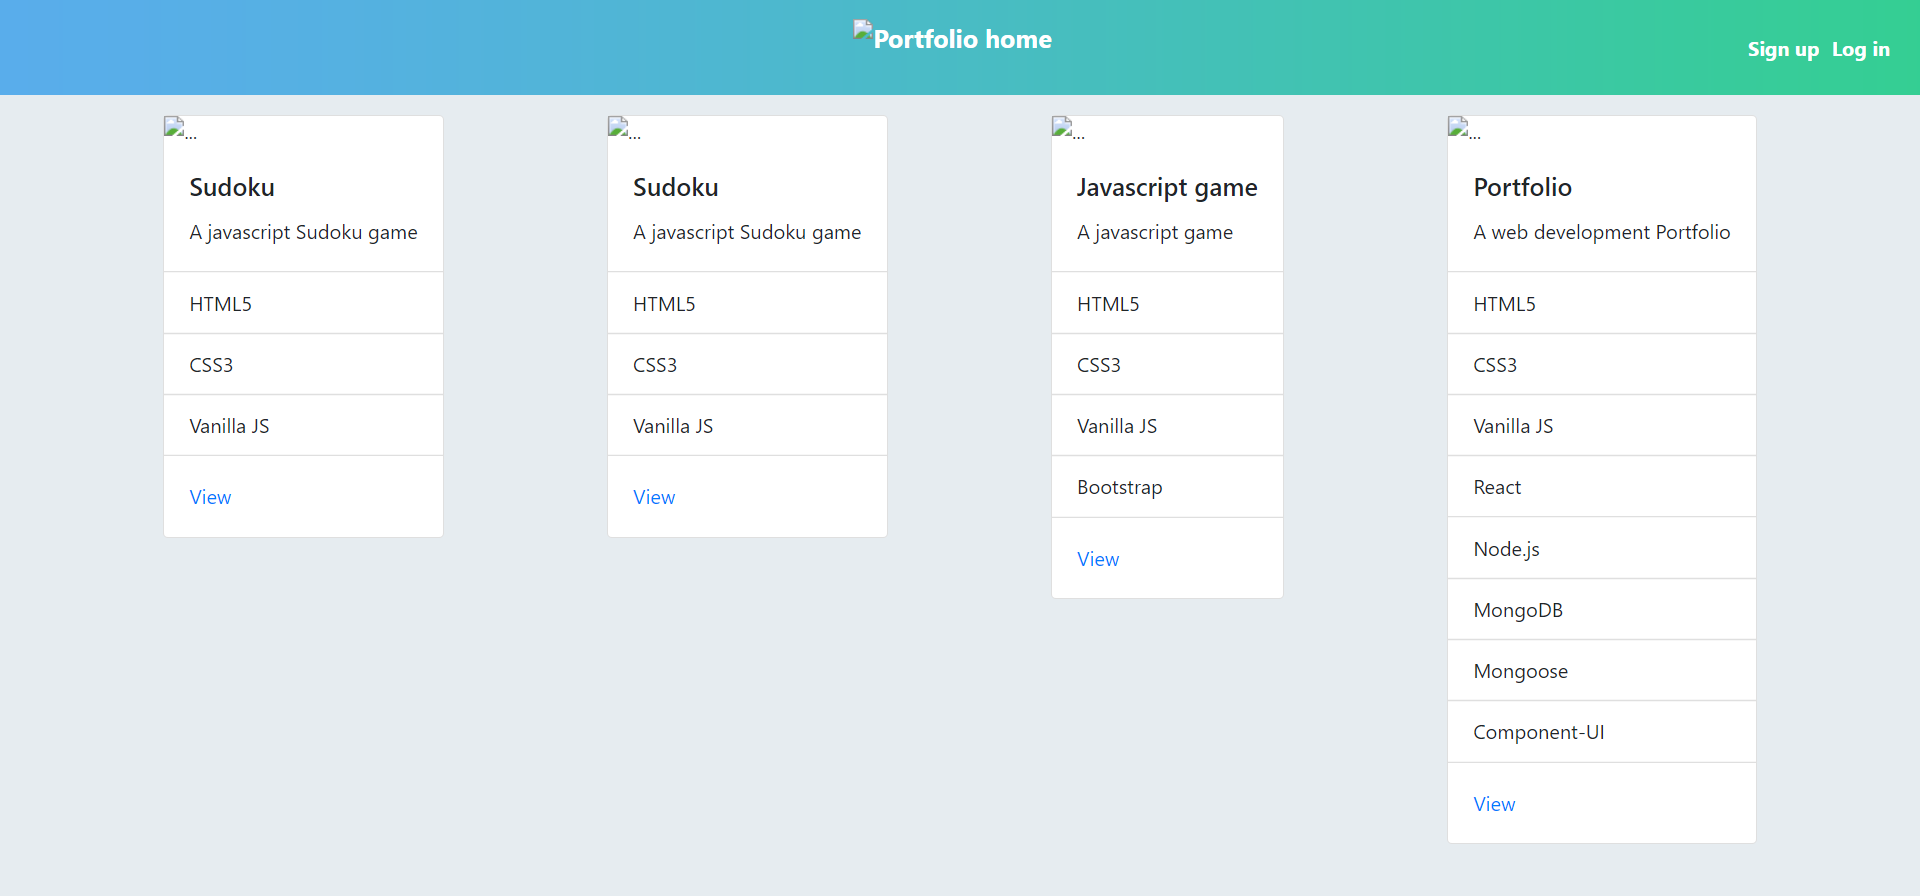 Portfolio home
Sign up Log in
...
Sudoku
A javascript Sudoku game
HTML5
CSS3
Vanilla JS
View
...
Sudoku
A javascript Sudoku game
HTML5
CSS3
Vanilla JS
View
...
Javascript game
A javascript game
HTML5
CSS3
Vanilla JS
Bootstrap
View
...
Portfolio
A web development Portfolio
HTML5
CSS3
Vanilla JS
React
Node.js
MongoDB
Mongoose
Component-UI
View